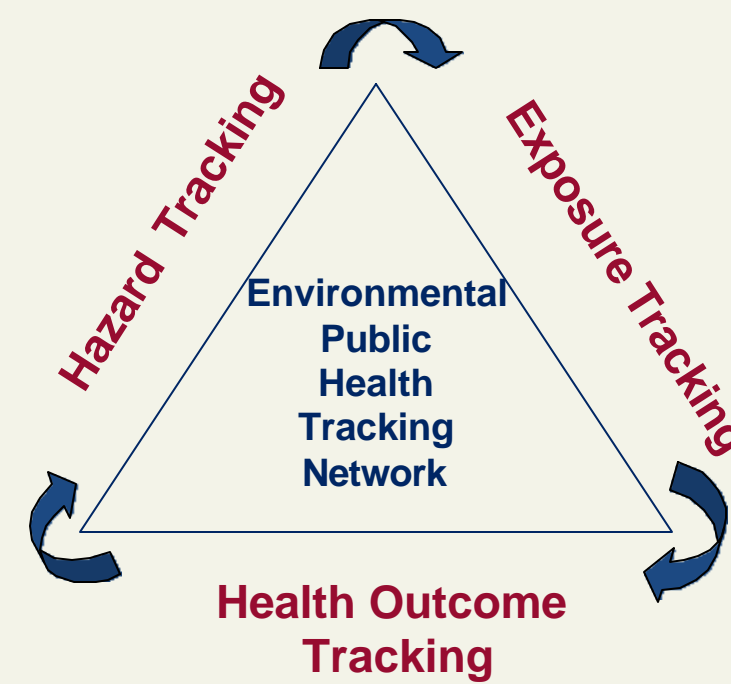 Hazard Tracking
Exposure Tracking
Environmental
Public
Health
Tracking
Network
Health Outcome
Tracking